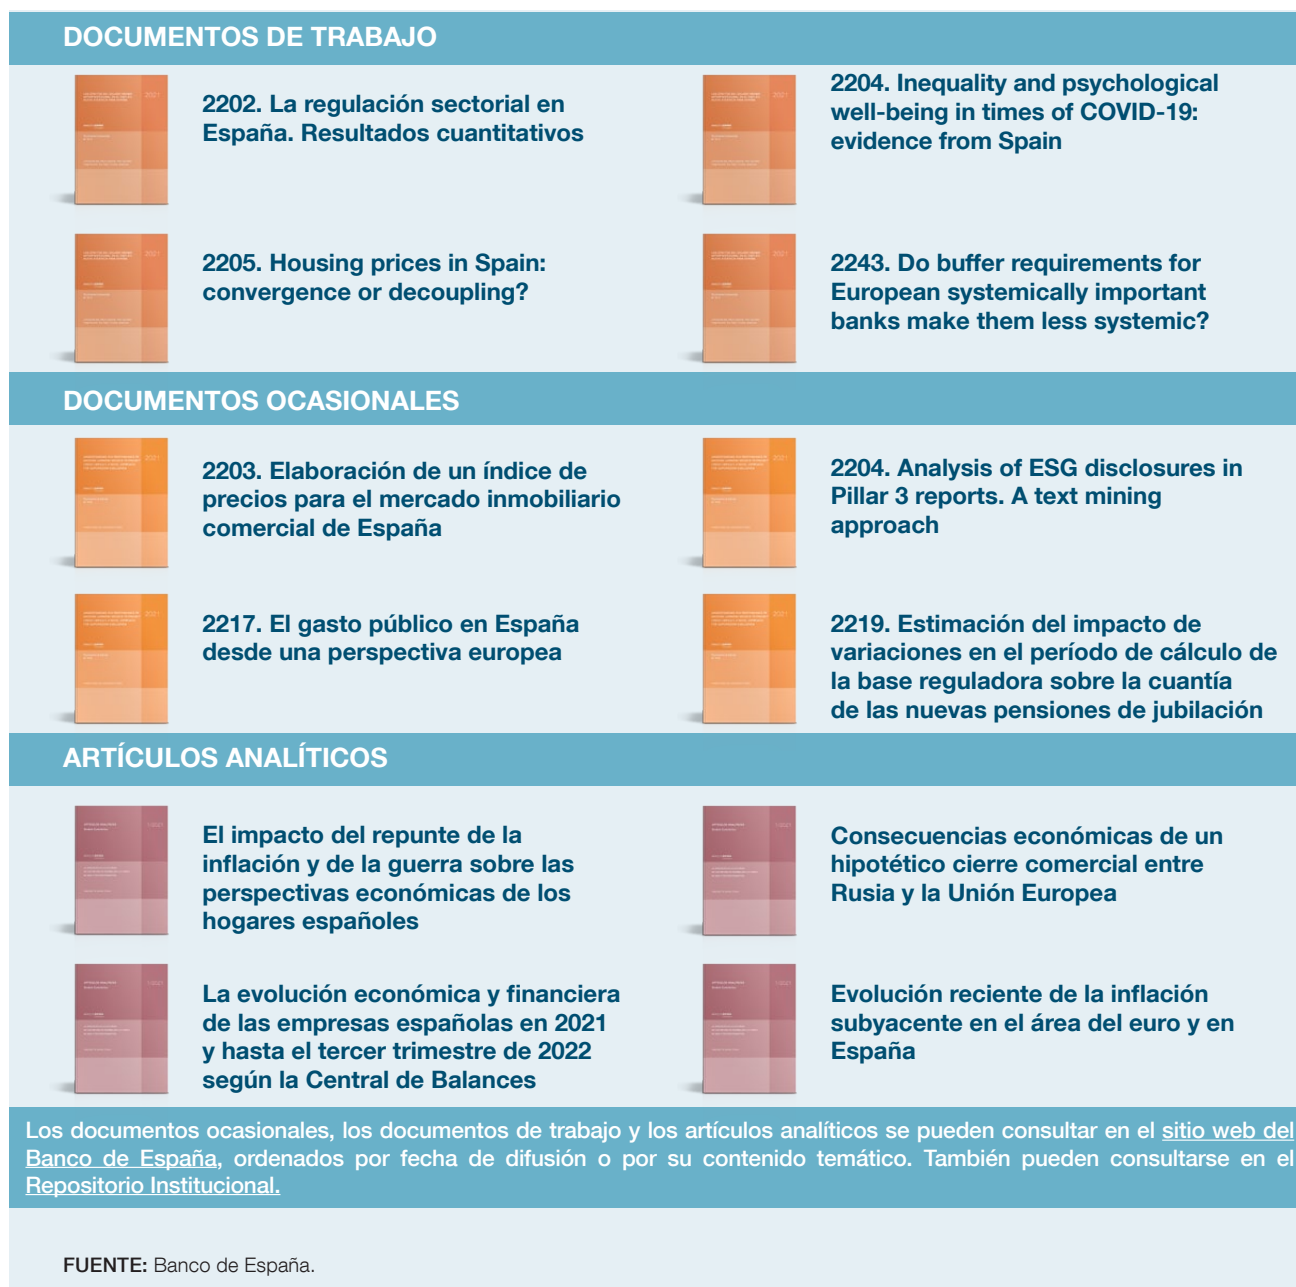 DOCUMENTOS DE TRABAJO
2202. La regulación sectorial en
España. Resultados cuantitativos
2204. Inequality and psychological
well-being in times of COVID-19:
evidence from Spain
2205. Housing prices in Spain:
convergence or decoupling?
2243. Do buffer requirements for
European systemically important
banks make them less systemic?
DOCUMENTOS OCASIONALES
2203. Elaboración de un índice de
precios para el mercado inmobiliario
comercial de España
2204. Analysis of ESG disclosures in
Pillar 3 reports. A text mining
approach
2217. El gasto público en España
desde una perspectiva europea
2219. Estimación del impacto de
variaciones en el período de cálculo de
la base reguladora sobre la cuantía
de las nuevas pensiones de jubilación
ARTÍCULOS ANALÍTICOS
El impacto del repunte de la
inflación y de la guerra sobre las
perspectivas económicas de los
hogares españoles
Consecuencias económicas de un
hipotético cierre comercial entre
Rusia y la Unión Europea
La evolución económica y financiera
de las empresas españolas en 2021
y hasta el tercer trimestre de 2022
según la Central de Balances
Evolución reciente de la inflación
subyacente en el área del euro y en
España
Los documentos ocasionales, los documentos de trabajo y los artículos analíticos se pueden consultar en el sitio web del
Banco de España, ordenados por fecha de difusión o por su contenido temático. También pueden consultarse en el
Repositorio Institucional.
FUENTE: Banco de España.